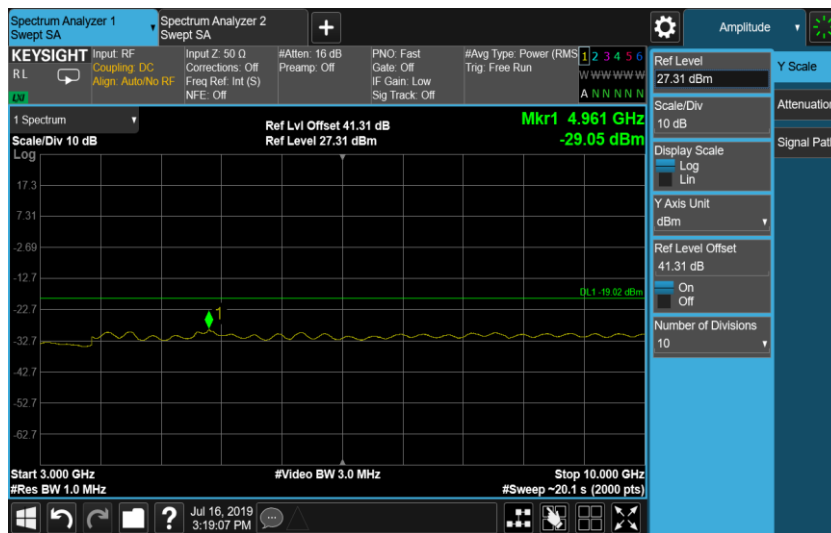 Spectrum Analyzer 1
Swept SA
Spectrum Analyzer 2
Swept SA
Amplitude
KEYSIGHT
RL
LXI
Input: RF
Coupling: DC
Align: Auto/No RF
Input Z: 50 Ω
Corrections: Off
Freq Ref: Int (S)
NFE: Off
#Atten: 16 dB
Preamp: Off
PNO: Fast
Gate: Off
IF Gain: Low
Sig Track: Off
#Avg Type: Power (RMS
Trig: Free Run
1 2 3 4 5 6
W W W W W W
A N N N N N
1 Spectrum
Scale/Div 10 dB
Ref Lvl Offset 41.31 dB
Ref Level 27.31 dBm
Mkr1 4.961 GHz
-29.05 dBm
Log
17.3
7.31
-2.69
-12.7
-22.7
-32.7
-42.7
-52.7
-62.7
DL1 -19.02 dBm
1
Start 3.000 GHz
#Res BW 1.0 MHz
#Video BW 3.0 MHz
Stop 10.000 GHz
#Sweep ~20.1 s (2000 pts)
Ref Level
27.31 dBm
Scale/Div
10 dB
Display Scale
Log
Lin
Y Axis Unit
dBm
Ref Level Offset
41.31 dB
On
Off
Number of Divisions
10
Y Scale
Attenuation
Signal Path
Jul 16, 2019
3:19:07 PM